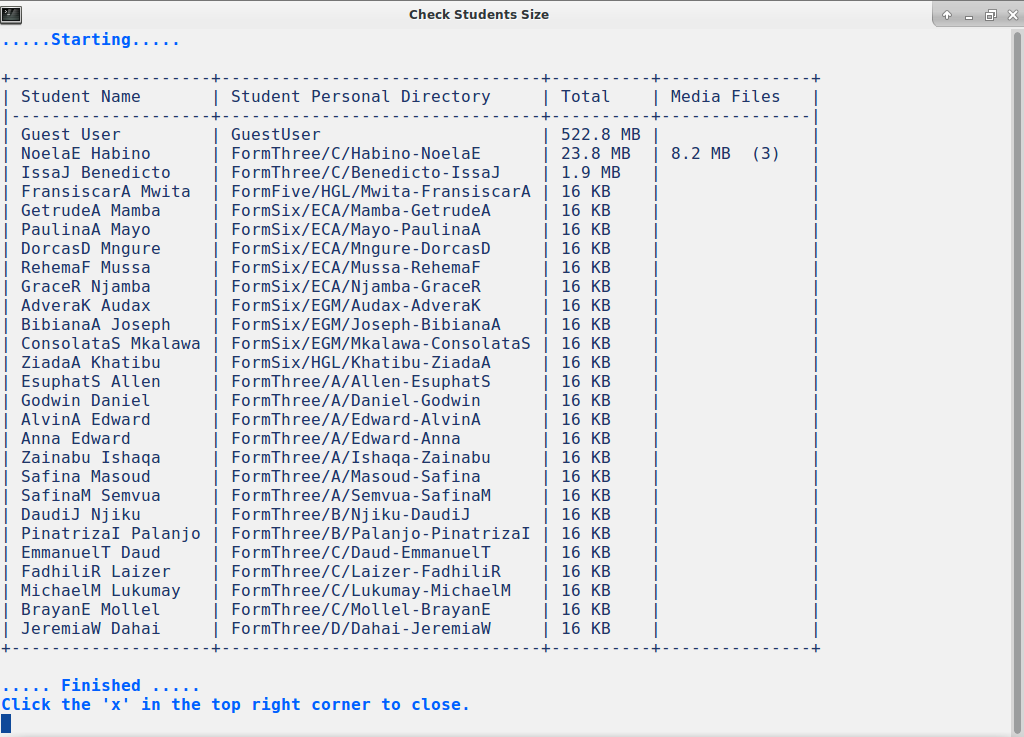 Check Students Size
.....Starting.....
+--------------------+--------------------------------+----------+---------------+
| Student Name       | Student Personal Directory     | Total    | Media Files   |
|--------------------+--------------------------------+----------+---------------|
| Guest User         | GuestUser                      | 522.8 MB |               |
| NoelaE Habino      | FormThree/C/Habino-NoelaE      | 23.8 MB  | 8.2 MB  (3)   |
| IssaJ Benedicto    | FormThree/C/Benedicto-IssaJ    | 1.9 MB   |               |
| FransiscarA Mwita  | FormFive/HGL/Mwita-FransiscarA | 16 KB    |               |
| GetrudeA Mamba     | FormSix/ECA/Mamba-GetrudeA     | 16 KB    |               |
| PaulinaA Mayo      | FormSix/ECA/Mayo-PaulinaA      | 16 KB    |               |
| DorcasD Mngure     | FormSix/ECA/Mngure-DorcasD     | 16 KB    |               |
| RehemaF Mussa      | FormSix/ECA/Mussa-RehemaF      | 16 KB    |               |
| GraceR Njamba      | FormSix/ECA/Njamba-GraceR      | 16 KB    |               |
| AdveraK Audax      | FormSix/EGM/Audax-AdveraK      | 16 KB    |               |
| BibianaA Joseph    | FormSix/EGM/Joseph-BibianaA    | 16 KB    |               |
| ConsolataS Mkalawa | FormSix/EGM/Mkalawa-ConsolataS | 16 KB    |               |
| ZiadaA Khatibu     | FormSix/HGL/Khatibu-ZiadaA     | 16 KB    |               |
| EsuphatS Allen     | FormThree/A/Allen-EsuphatS     | 16 KB    |               |
| Godwin Daniel      | FormThree/A/Daniel-Godwin      | 16 KB    |               |
| AlvinA Edward      | FormThree/A/Edward-AlvinA      | 16 KB    |               |
| Anna Edward        | FormThree/A/Edward-Anna        | 16 KB    |               |
| Zainabu Ishaqa     | FormThree/A/Ishaqa-Zainabu     | 16 KB    |               |
| Safina Masoud      | FormThree/A/Masoud-Safina      | 16 KB    |               |
| SafinaM Semvua     | FormThree/A/Semvua-SafinaM     | 16 KB    |               |
| DaudiJ Njiku       | FormThree/B/Njiku-DaudiJ       | 16 KB    |               |
| PinatrizaI Palanjo | FormThree/B/Palanjo-PinatrizaI | 16 KB    |               |
| EmmanuelT Daud     | FormThree/C/Daud-EmmanuelT     | 16 KB    |               |
| FadhiliR Laizer    | FormThree/C/Laizer-FadhiliR    | 16 KB    |               |
| MichaelM Lukumay   | FormThree/C/Lukumay-MichaelM   | 16 KB    |               |
| BrayanE Mollel     | FormThree/C/Mollel-BrayanE     | 16 KB    |               |
| JeremiaW Dahai     | FormThree/D/Dahai-JeremiaW     | 16 KB    |               |
+--------------------+--------------------------------+----------+---------------+
..... Finished .....
Click the 'x' in the top right corner to close.